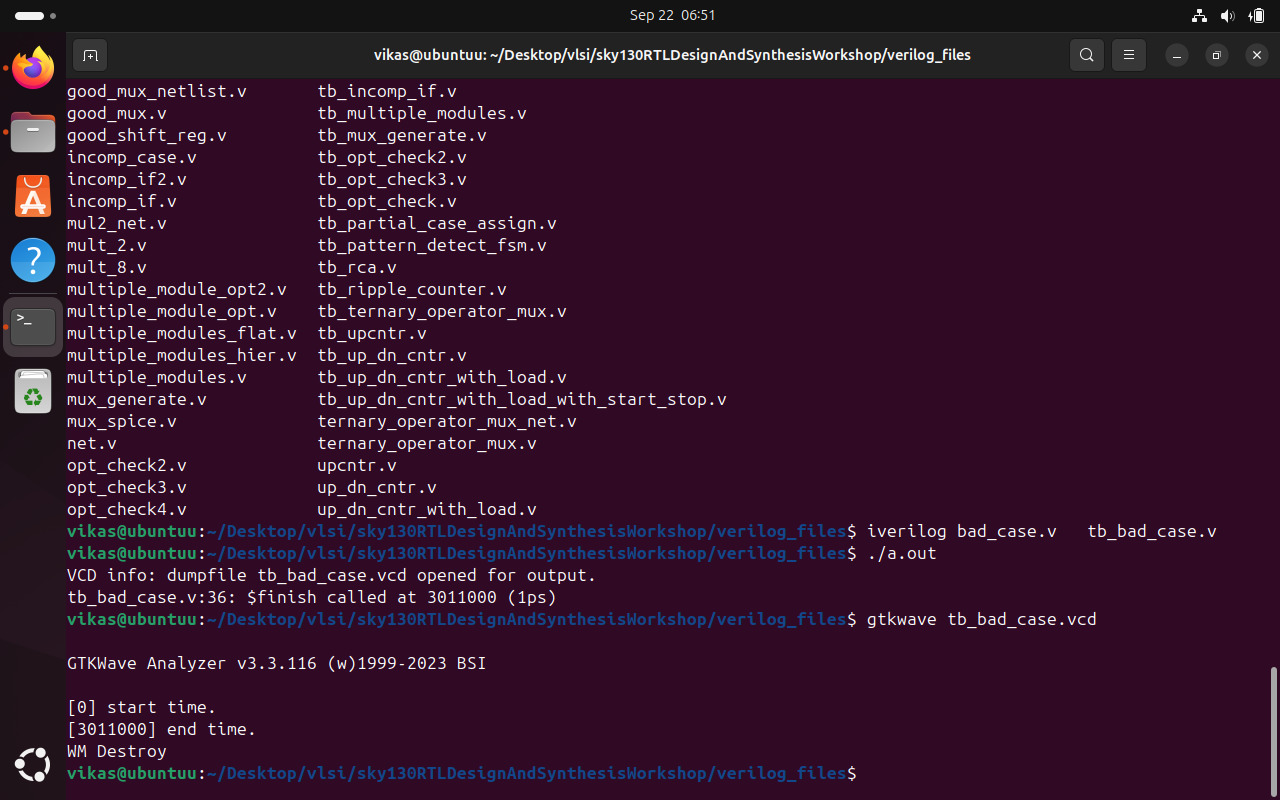 Sep 22 06:51
vikas@ubuntuu: ~/Desktop/vlsi/sky130RTLDesignAndSynthesisWorkshop/verilog_files
good_mux_netlist.v tb_incomp_if.v
good_mux.v tb_multiple_modules.v
good_shift_reg.v tb_mux_generate.v
incomp_case.v tb_opt_check2.v
incomp_if2.v tb_opt_check3.v
incomp_if.v tb_opt_check.v
mul2_net.v tb_partial_case_assign.v
mult_2.v tb_pattern_detect_fsm.v
mult_8.v tb_rca.v
multiple_module_opt2.v tb_ripple_counter.v
multiple_module_opt.v tb_ternary_operator_mux.v
multiple_modules_flat.v tb_upcntr.v
multiple_modules_hier.v tb_up_dn_cntr.v
multiple_modules.v tb_up_dn_cntr_with_load.v
mux_generate.v tb_up_dn_cntr_with_load_with_start_stop.v
mux_spice.v ternary_operator_mux_net.v
net.v ternary_operator_mux.v
opt_check2.v upcntr.v
opt_check3.v up_dn_cntr.v
opt_check4.v up_dn_cntr_with_load.v
vikas@ubuntuu:~/Desktop/vlsi/sky130RTLDesignAndSynthesisWorkshop/verilog_files$ iverilog bad_case.v tb_bad_case.v
vikas@ubuntuu:~/Desktop/vlsi/sky130RTLDesignAndSynthesisWorkshop/verilog_files$ ./a.out
VCD info: dumpfile tb_bad_case.vcd opened for output.
tb_bad_case.v:36: $finish called at 3011000 (1ps)
vikas@ubuntuu:~/Desktop/vlsi/sky130RTLDesignAndSynthesisWorkshop/verilog_files$ gtkwave tb_bad_case.vcd
GTKWave Analyzer v3.3.116 (w)1999-2023 BSI
[0] start time.
[3011000] end time.
WM Destroy
vikas@ubuntuu:~/Desktop/vlsi/sky130RTLDesignAndSynthesisWorkshop/verilog_files$